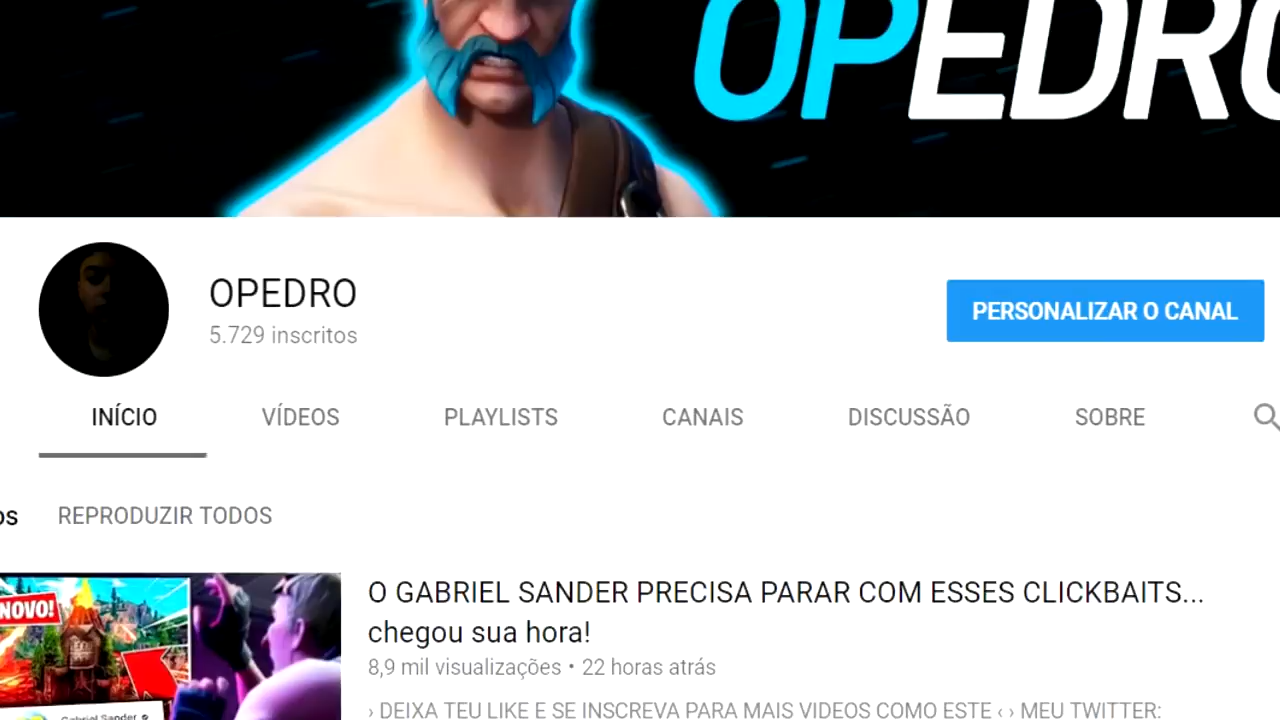 OPEDRO
OPEDRO
5.729 inscritos
PERSONALIZAR O CANAL
INÍCIO VÍDEOS PLAYLISTS CANAIS DISCUSSÃO SOBRE
REPRODUZIR TODOS
NOVO!
O GABRIEL SANDER PRECISA PARAR COM ESSES CLICKBAITS...
chegou sua hora!
8,9 mil visualizações • 22 horas atrás
Gabriel Sander
› DEIXA TEU LIKE E SE INSCREVA PARA MAIS VIDEOS COMO ESTE ‹ › MEU TWITTER: